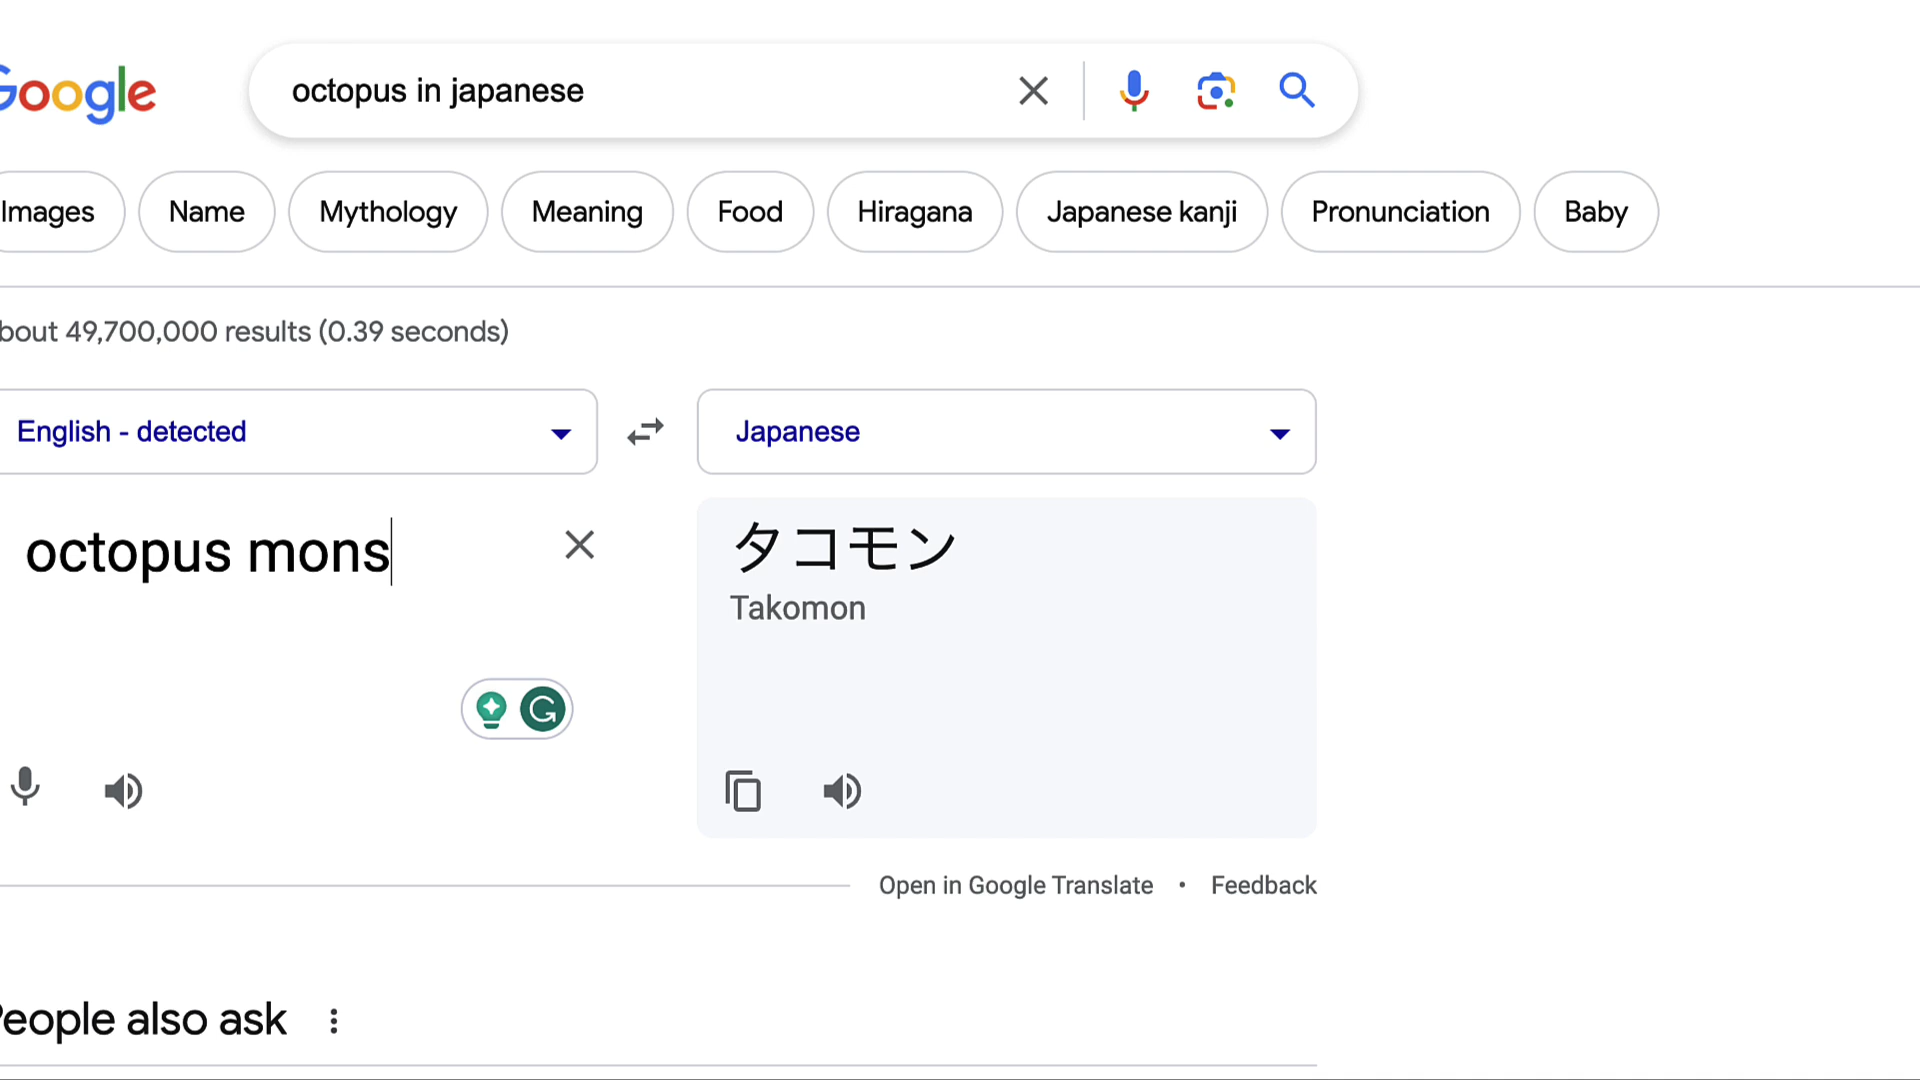 Google
octopus in japanese
Images Name Mythology Meaning Food Hiragana Japanese kanji Pronunciation Baby
bout 49,700,000 results (0.39 seconds)
English - detected
Japanese
octopus mons
タコモン
Takomon
Open in Google Translate • Feedback
People also ask